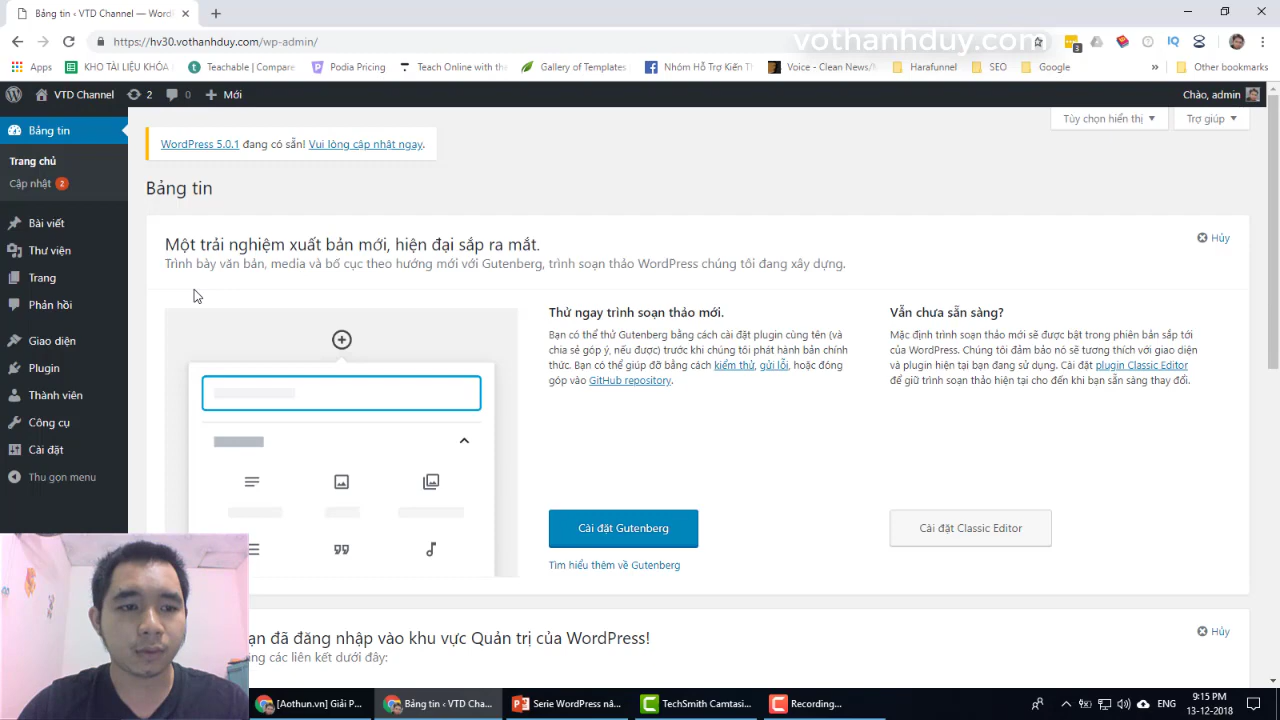 Bảng tin ‹ VTD Channel — Word
https://hv30.vothanhduy.com/wp-admin/
vothanhduy.com
3
IQ
Apps
KHO TÀI LIỆU KHÓA
Teachable | Compare
Podia Pricing
Teach Online with the
Gallery of Templates
Nhóm Hỗ Trợ Kiến Th
Voice - Clean News/M
Harafunnel
SEO
Google
»
Other bookmarks
VTD Channel
2
0
Mới
Chào, admin
Bảng tin
Trang chủ
Cập nhật 2
Bài viết
Thư viện
Trang
Phản hồi
Giao diện
Plugin
Thành viên
Công cụ
Cài đặt
Thu gọn menu
Tùy chọn hiển thị
Trợ giúp
WordPress 5.0.1 đang có sẵn! Vui lòng cập nhật ngay.
Bảng tin
Một trải nghiệm xuất bản mới, hiện đại sắp ra mắt.
Hủy
Trình bày văn bản, media và bố cục theo hướng mới với Gutenberg, trình soạn thảo WordPress chúng tôi đang xây dựng.
Thử ngay trình soạn thảo mới.
Bạn có thể thử Gutenberg bằng cách cài đặt plugin cùng tên (và
chia sẻ góp ý, nếu được) trước khi chúng tôi phát hành bản chính
thức. Bạn có thể giúp đỡ bằng cách kiểm thử, gửi lỗi, hoặc đóng
góp vào GitHub repository.
Cài đặt Gutenberg
Tìm hiểu thêm về Gutenberg
Vẫn chưa sẵn sàng?
Mặc định trình soạn thảo mới sẽ được bật trong phiên bản sắp tới
của WordPress. Chúng tôi đảm bảo nó sẽ tương thích với giao diện
và plugin hiện tại bạn đang sử dụng. Cài đặt plugin Classic Editor
để giữ trình soạn thảo hiện tại cho đến khi bạn sẵn sàng thay đổi.
Cài đặt Classic Editor
ạn đã đăng nhập vào khu vực Quản trị của WordPress!
Hủy
ng các liên kết dưới đây:
[Aothun.vn] Giải P...
Bảng tin ‹ VTD Cha...
Serie WordPress nâ...
TechSmith Camtasi...
Recording...
ENG
9:15 PM
13-12-2018